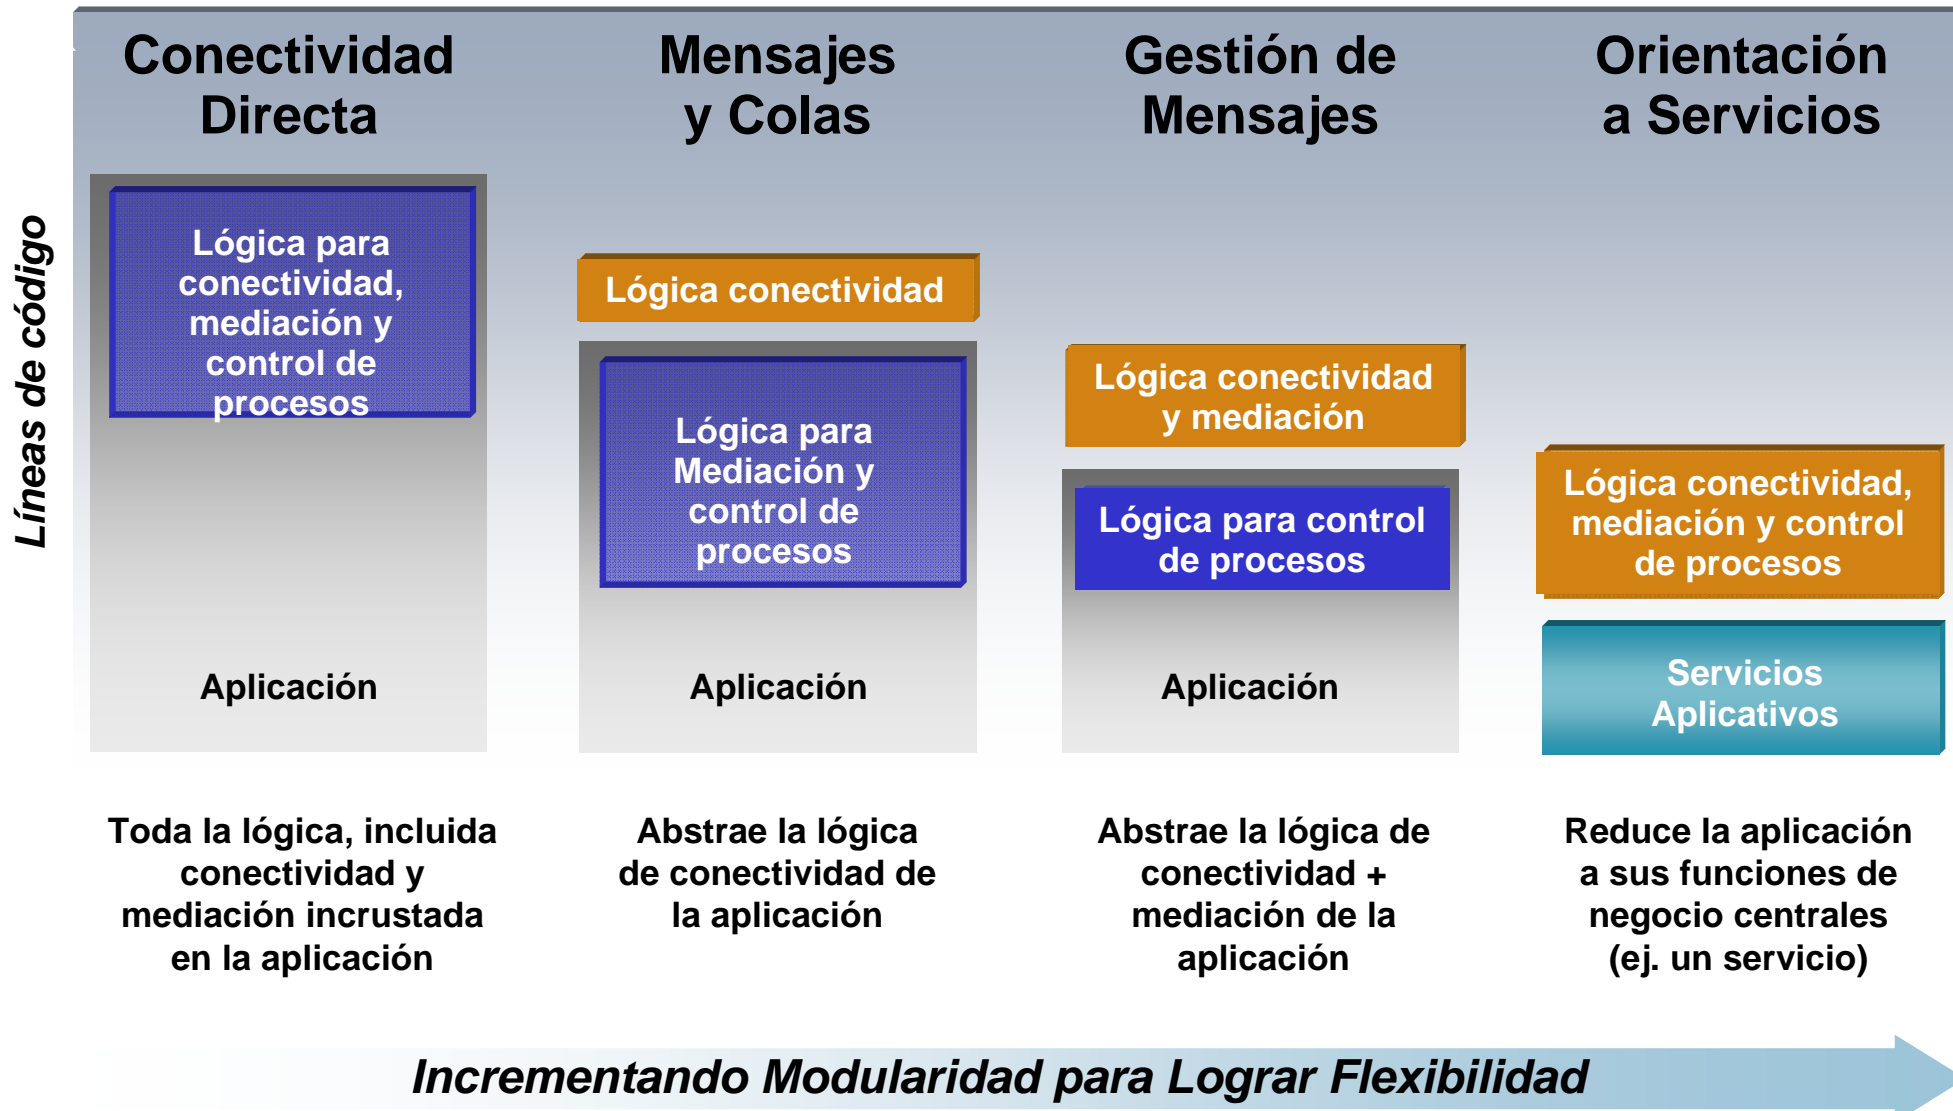 Conectividad
Directa
Mensajes
y Colas
Gestión de
Mensajes
Orientación
a Servicios
Líneas de código
Lógica para
conectividad,
mediación y
control de
procesos
Aplicación
Lógica conectividad
Lógica para
Mediación y
control de
procesos
Aplicación
Lógica conectividad
y mediación
Lógica para control
de procesos
Aplicación
Lógica conectividad,
mediación y control
de procesos
Servicios
Aplicativos
Toda la lógica, incluida
conectividad y
mediación incrustada
en la aplicación
Abstrae la lógica
de conectividad de
la aplicación
Abstrae la lógica de
conectividad +
mediación de la
aplicación
Reduce la aplicación
a sus funciones de
negocio centrales
(ej. un servicio)
Incrementando Modularidad para Lograr Flexibilidad